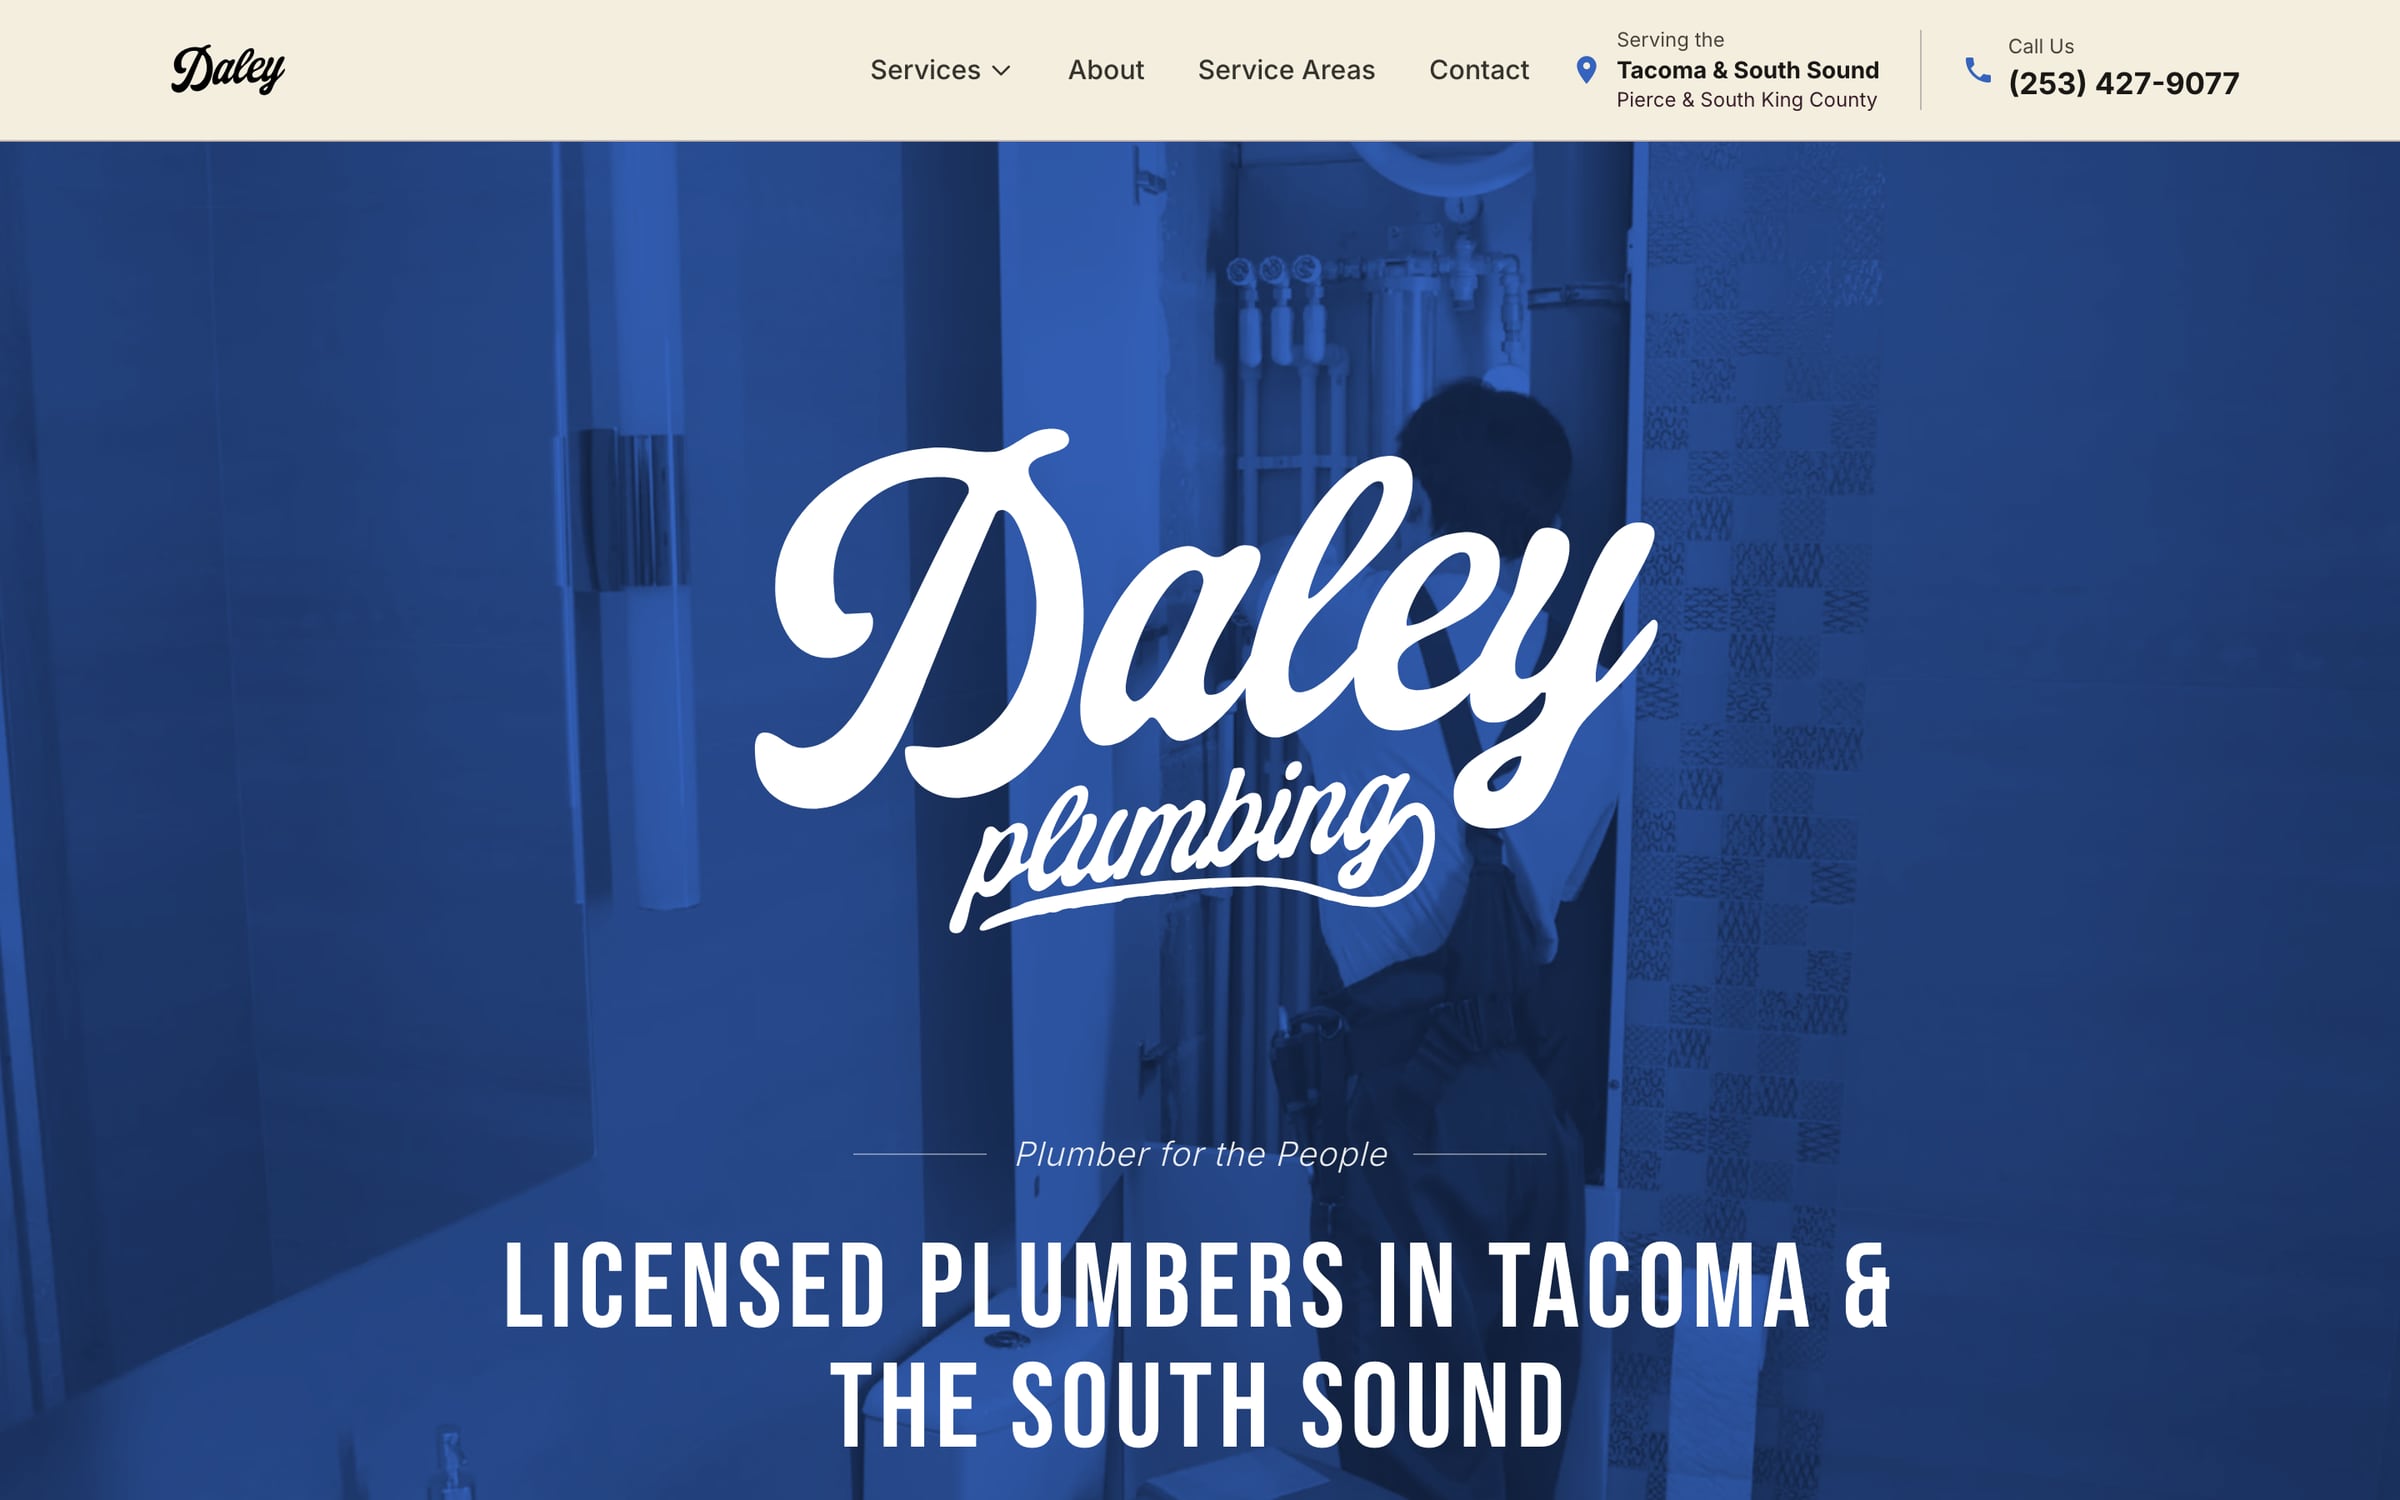 Daley
Services
About
Service Areas
Contact
Serving the
Tacoma & South Sound
Pierce & South King County
Call Us
(253) 427-9077
Daley
plumbing
Plumber for the People
LICENSED PLUMBERS IN TACOMA &
THE SOUTH SOUND